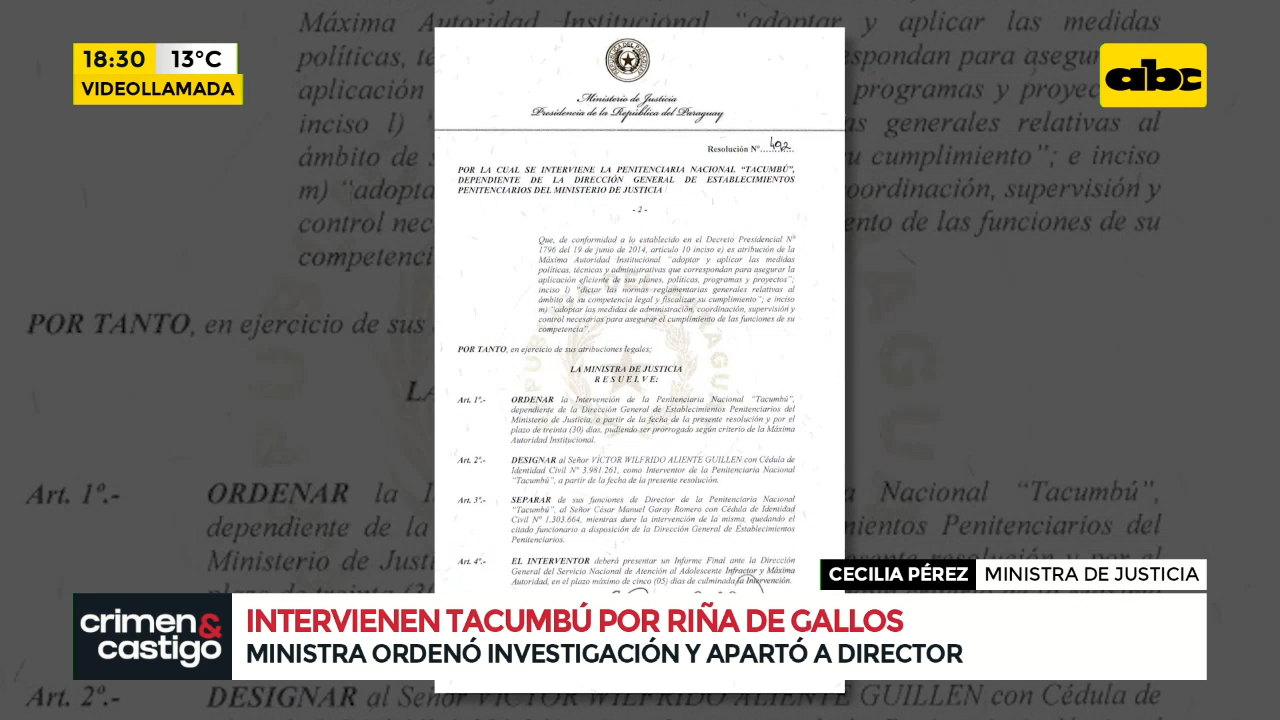 18:30 13°C
VIDEOLLAMADA
abc
Ministerio de Justicia
Presidencia de la República del Paraguay
Resolución N° 492
POR LA CUAL SE INTERVIENE LA PENITENCIARIA NACIONAL “TACUMBÚ”,
DEPENDIENTE DE LA DIRECCIÓN GENERAL DE ESTABLECIMIENTOS
PENITENCIARIOS DEL MINISTERIO DE JUSTICIA
- 2 -
Que, de conformidad a lo establecido en el Decreto Presidencial N°
1796 del 19 de junio de 2014, artículo 10 inciso e) es atribución de la
Máxima Autoridad Institucional “adoptar y aplicar las medidas
políticas, técnicas y administrativas que correspondan para asegurar la
aplicación eficiente de sus planes, políticas, programas y proyectos”;
inciso l) “dictar las normas reglamentarias generales relativas al
ámbito de su competencia legal y fiscalizar su cumplimiento”; e inciso
m) “adoptar las medidas de administración, coordinación, supervisión y
control necesarias para asegurar el cumplimiento de las funciones de su
competencia”.
POR TANTO, en ejercicio de sus atribuciones legales;
LA MINISTRA DE JUSTICIA
R E S U E L V E:
Art. 1º.- ORDENAR la Intervención de la Penitenciaria Nacional “Tacumbú”,
dependiente de la Dirección General de Establecimientos Penitenciarios del
Ministerio de Justicia, a partir de la fecha de la presente resolución y por el
plazo de treinta (30) días, pudiendo ser prorrogado según criterio de la Máxima
Autoridad Institucional.
Art. 2º.- DESIGNAR al Señor VÍCTOR WILFRIDO ALIENTE GUILLEN con Cédula de
Identidad Civil N° 3.981.261, como Interventor de la Penitenciaria Nacional
“Tacumbú”, a partir de la fecha de la presente resolución.
Art. 3º.- SEPARAR de sus funciones de Director de la Penitenciaria Nacional
“Tacumbú”, al Señor César Manuel Garay Romero con Cédula de Identidad
Civil N° 1.303.664, mientras dure la intervención de la misma, quedando el
citado funcionario a disposición de la Dirección General de Establecimientos
Penitenciarios.
Art. 4º.- EL INTERVENTOR deberá presentar un Informe Final ante la Dirección
General del Servicio Nacional de Atención al Adolescente Infractor y Máxima
Autoridad, en el plazo máximo de cinco (05) días de culminada la Intervención.
CECILIA PÉREZ MINISTRA DE JUSTICIA
crimen&
castigo
INTERVIENEN TACUMBÚ POR RIÑA DE GALLOS
MINISTRA ORDENÓ INVESTIGACIÓN Y APARTÓ A DIRECTOR